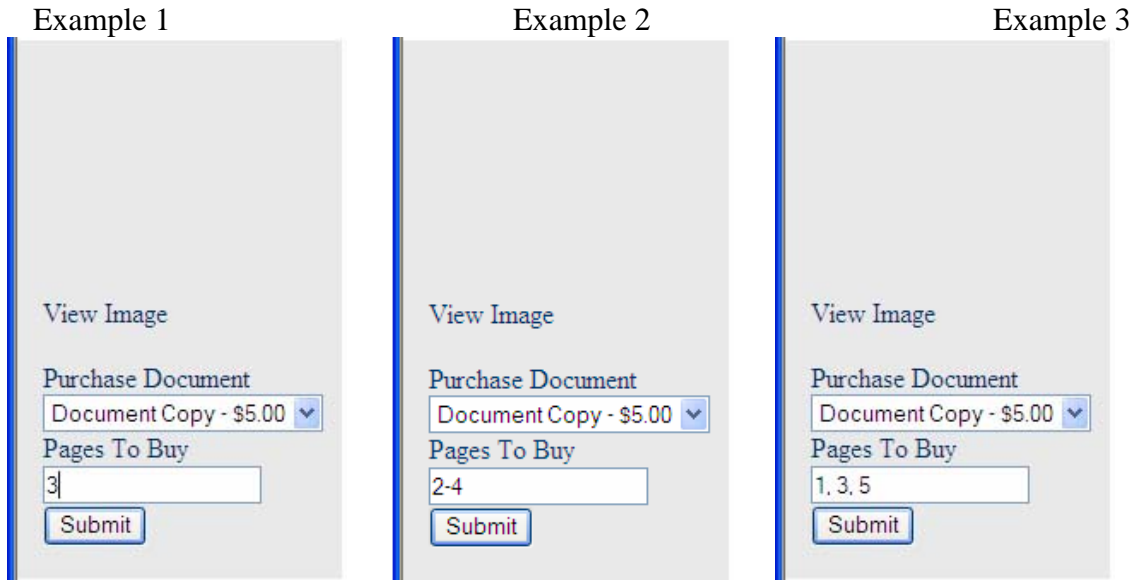 Example 1
Example 2
Example 3
View Image
Purchase Document
Document Copy - $5.00
Pages To Buy
3
Submit
View Image
Purchase Document
Document Copy - $5.00
Pages To Buy
2-4
Submit
View Image
Purchase Document
Document Copy - $5.00
Pages To Buy
1, 3, 5
Submit